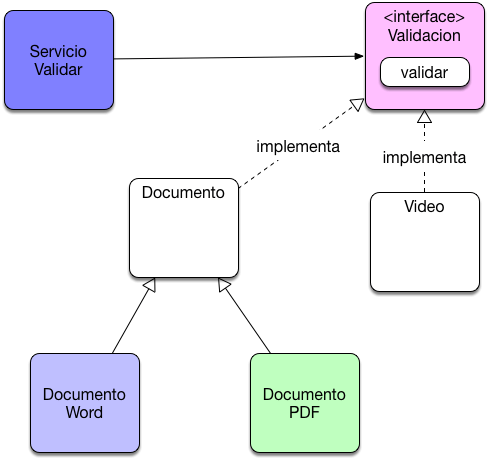 Servicio
Validar
<interface>
Validacion
validar
implementa
implementa
Documento
Video
Documento
Word
Documento
PDF